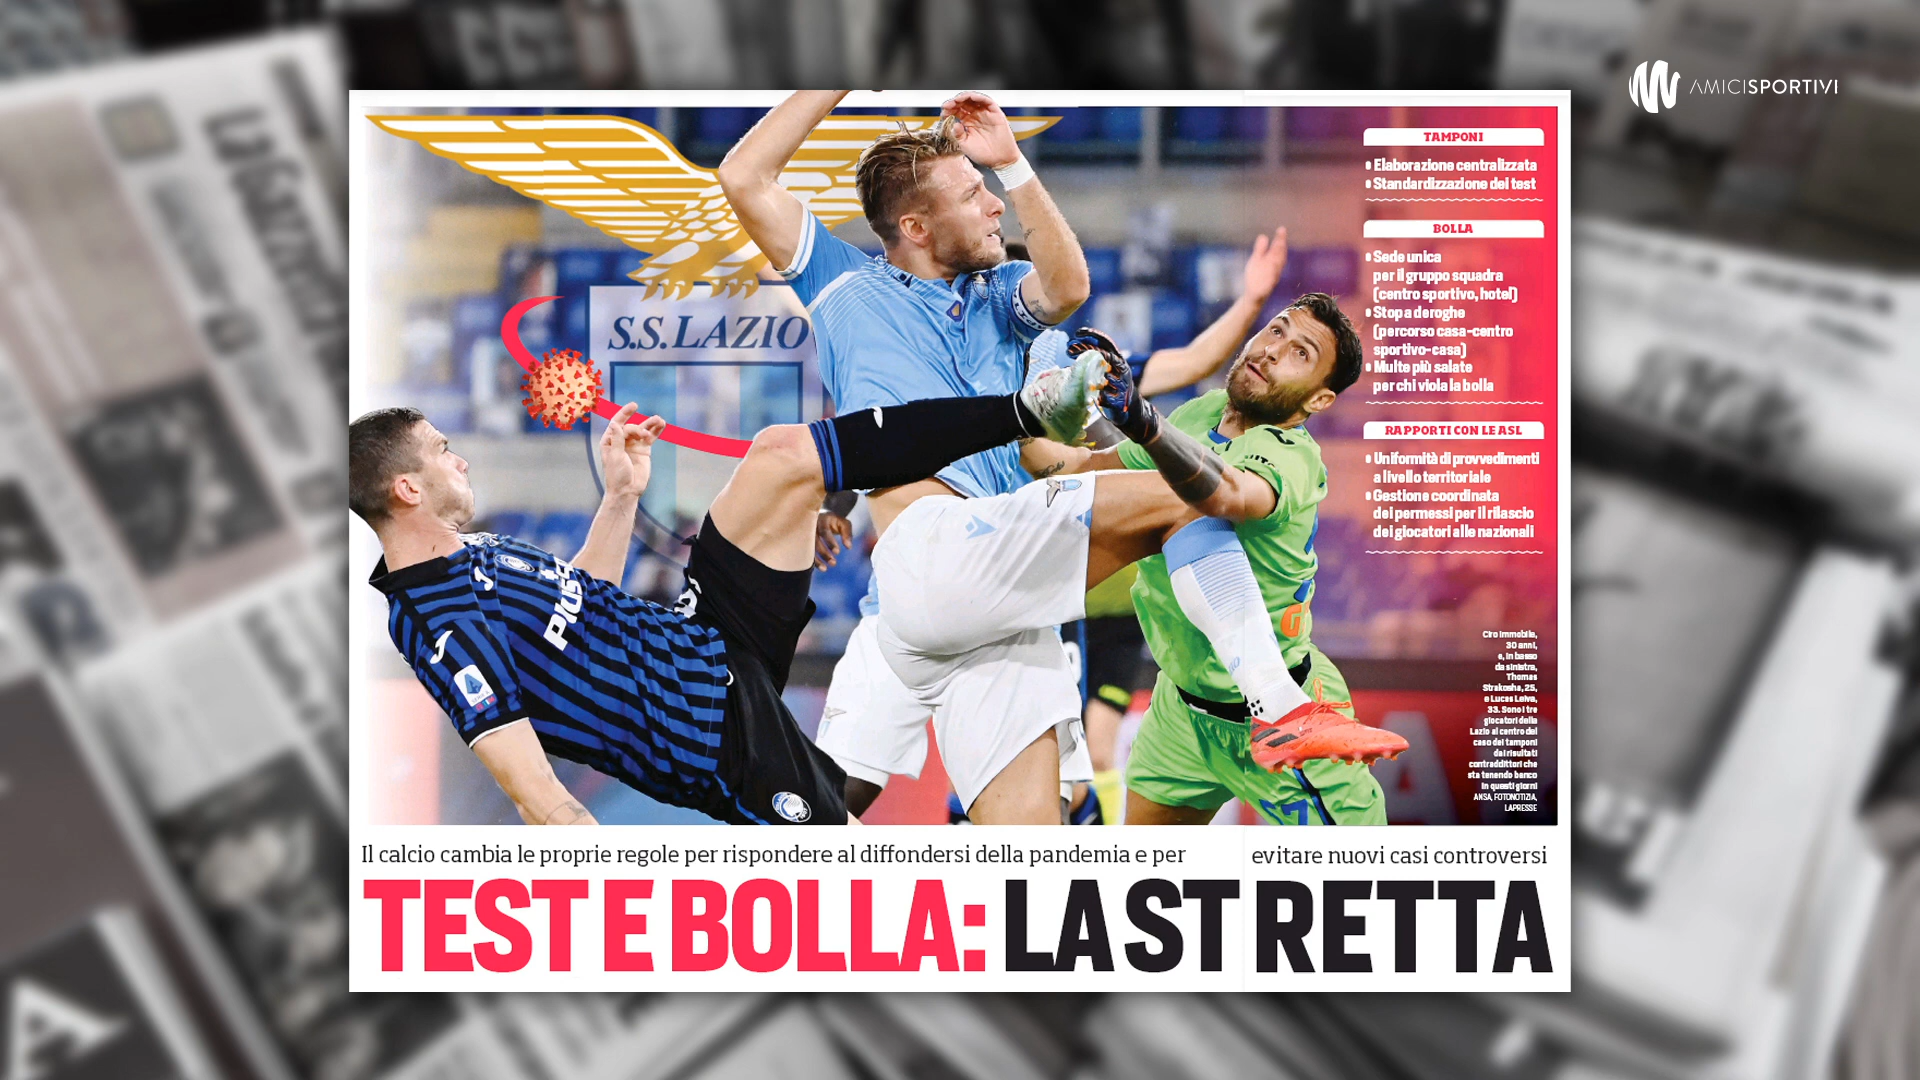 AMICISPORTIVI
S.S. LAZIO
TAMPONI
• Elaborazione centralizzata
• Standardizzazione dei test
BOLLA
• Sede unica
per il gruppo squadra
(centro sportivo, hotel)
• Stop a deroghe
(percorso casa-centro
sportivo-casa)
• Multe più salate
per chi viola la bolla
RAPPORTI CON LE ASL
• Uniformità di provvedimenti
a livello territoriale
• Gestione coordinata
dei permessi per il rilascio
dei giocatori alle nazionali
PLUS
Ciro Immobile,
30 anni,
e, in basso
da sinistra,
Thomas
Strakosha, 25,
e Lucas Leiva,
33. Sono i tre
giocatori della
Lazio al centro del
caso dei tamponi
dai risultati
contraddittori che
sta tenendo banco
in questi giorni
ANSA, FOTONOTIZIA,
LAPRESSE
Il calcio cambia le proprie regole per rispondere al diffondersi della pandemia e per evitare nuovi casi controversi
TEST E BOLLA: LA STRETTA